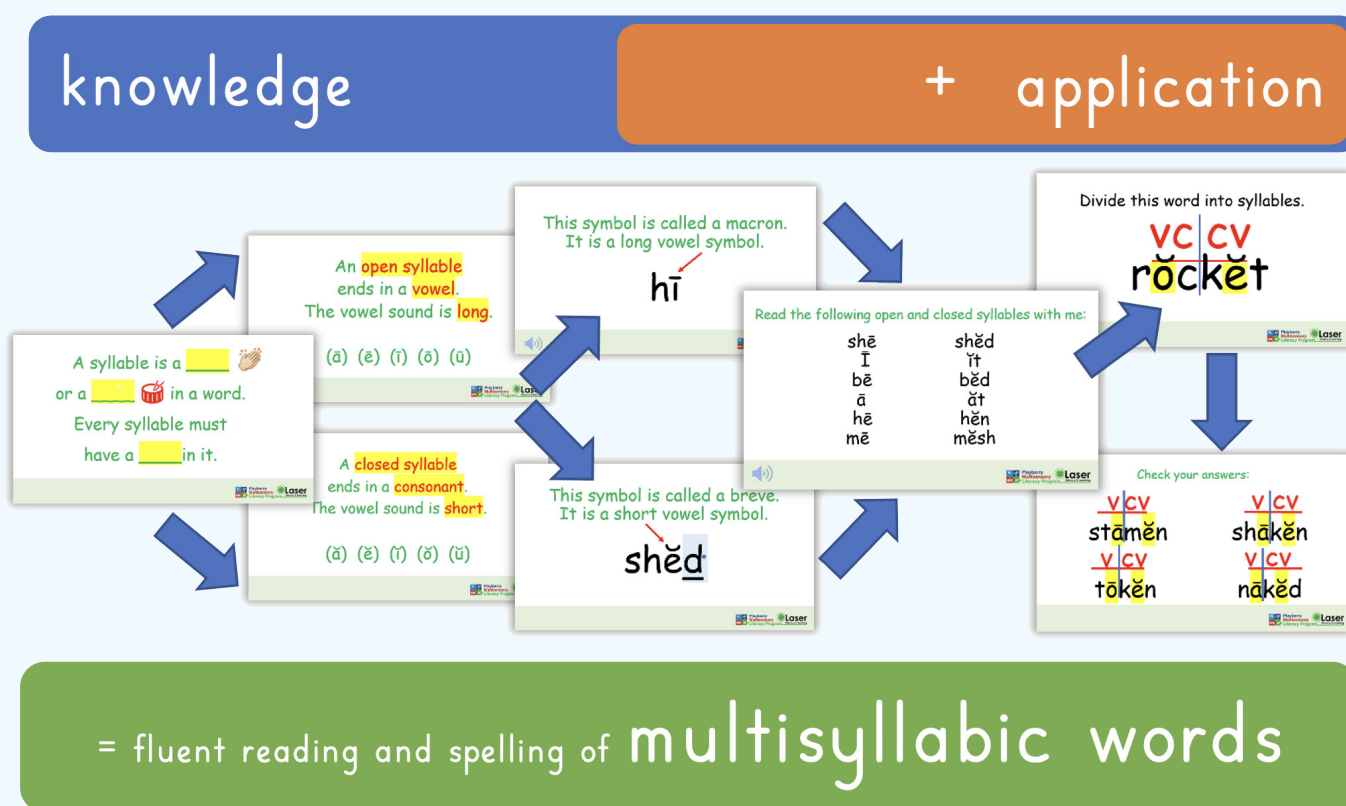 knowledge
+ application
A syllable is a ____
or a ____ in a word.
Every syllable must
have a ____ in it.
An open syllable
ends in a vowel.
The vowel sound is long.
(ā) (ē) (ī) (ō) (ū)
A closed syllable
ends in a consonant.
The vowel sound is short.
(ă) (ĕ) (ĭ) (ŏ) (ŭ)
This symbol is called a macron.
It is a long vowel symbol.
hī
This symbol is called a breve.
It is a short vowel symbol.
shĕd
Read the following open and closed syllables with me:
shē shĕd
Ī ĭt
bē bĕd
ā ăt
hē hĕn
mē mĕsh
Divide this word into syllables.
VC CV
rŏckĕt
Check your answers:
V CV V CV
stāmĕn shākĕn
V CV V CV
tōkĕn nākĕd
Laser
Laser
Laser
Laser
Laser
= fluent reading and spelling of multisyllabic words